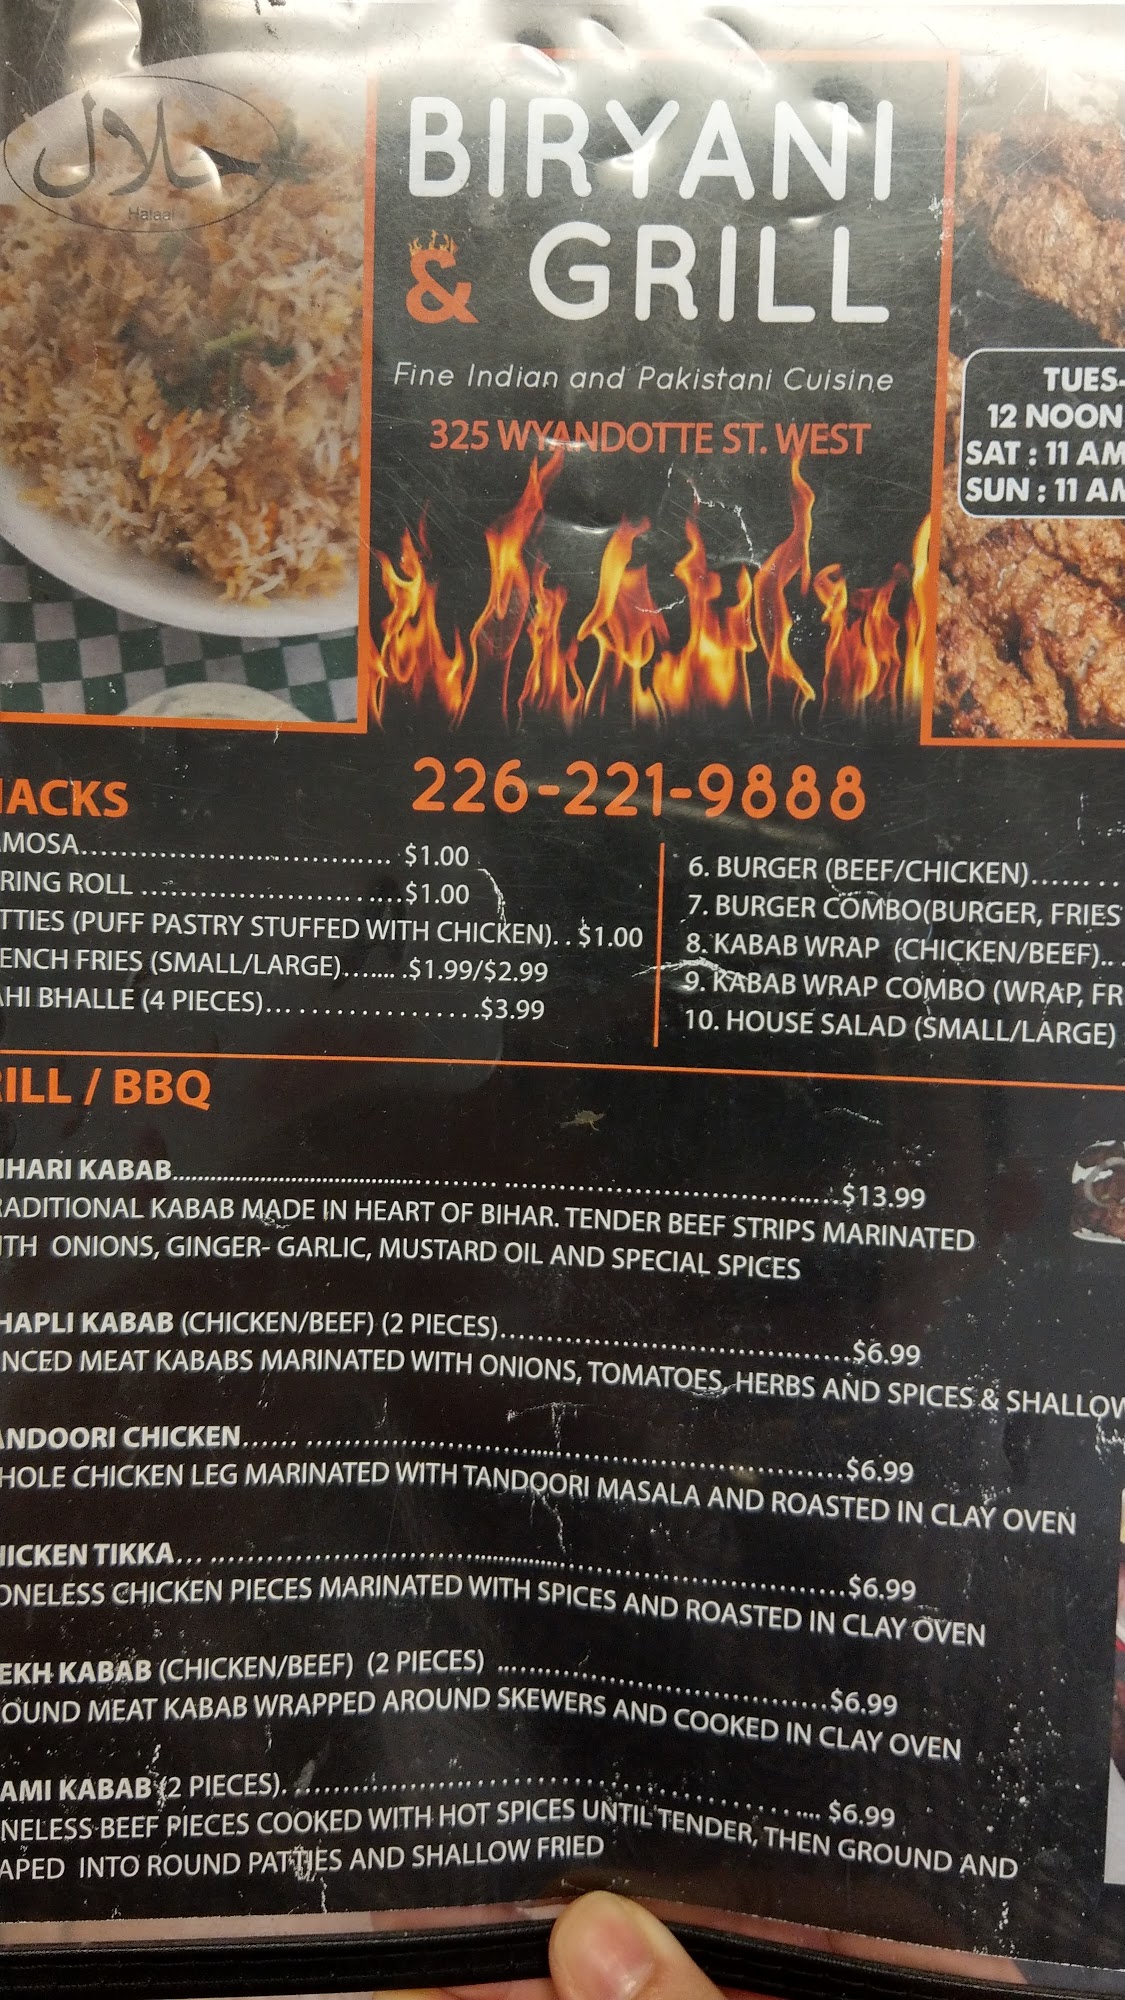 حلال
Halaal
BIRYANI
& GRILL
Fine Indian and Pakistani Cuisine
325 WYANDOTTE ST. WEST
TUES-
12 NOON
SAT : 11 AM
SUN : 11 AM
226-221-9888
ACKS
MOSA.......................................... $1.00
RING ROLL ..................................$1.00
TTIES (PUFF PASTRY STUFFED WITH CHICKEN). . $1.00
ENCH FRIES (SMALL/LARGE)....... .$1.99/$2.99
AHI BHALLE (4 PIECES)......................$3.99
6. BURGER (BEEF/CHICKEN)........
7. BURGER COMBO(BURGER, FRIES
8. KABAB WRAP (CHICKEN/BEEF)...
9. KABAB WRAP COMBO (WRAP, FR
10. HOUSE SALAD (SMALL/LARGE)
RILL / BBQ
IHARI KABAB..............................................................$13.99
RADITIONAL KABAB MADE IN HEART OF BIHAR. TENDER BEEF STRIPS MARINATED
ITH ONIONS, GINGER- GARLIC, MUSTARD OIL AND SPECIAL SPICES
HAPLI KABAB (CHICKEN/BEEF) (2 PIECES)........................................$6.99
NCED MEAT KABABS MARINATED WITH ONIONS, TOMATOES, HERBS AND SPICES & SHALLOW
ANDOORI CHICKEN...... ......................................................$6.99
HOLE CHICKEN LEG MARINATED WITH TANDOORI MASALA AND ROASTED IN CLAY OVEN
HICKEN TIKKA... ..............................................................$6.99
ONELESS CHICKEN PIECES MARINATED WITH SPICES AND ROASTED IN CLAY OVEN
EKH KABAB (CHICKEN/BEEF) (2 PIECES) ......................................$6.99
OUND MEAT KABAB WRAPPED AROUND SKEWERS AND COOKED IN CLAY OVEN
AMI KABAB (2 PIECES). ..................................................... $6.99
NELESS BEEF PIECES COOKED WITH HOT SPICES UNTIL TENDER, THEN GROUND AND
APED INTO ROUND PATTIES AND SHALLOW FRIED